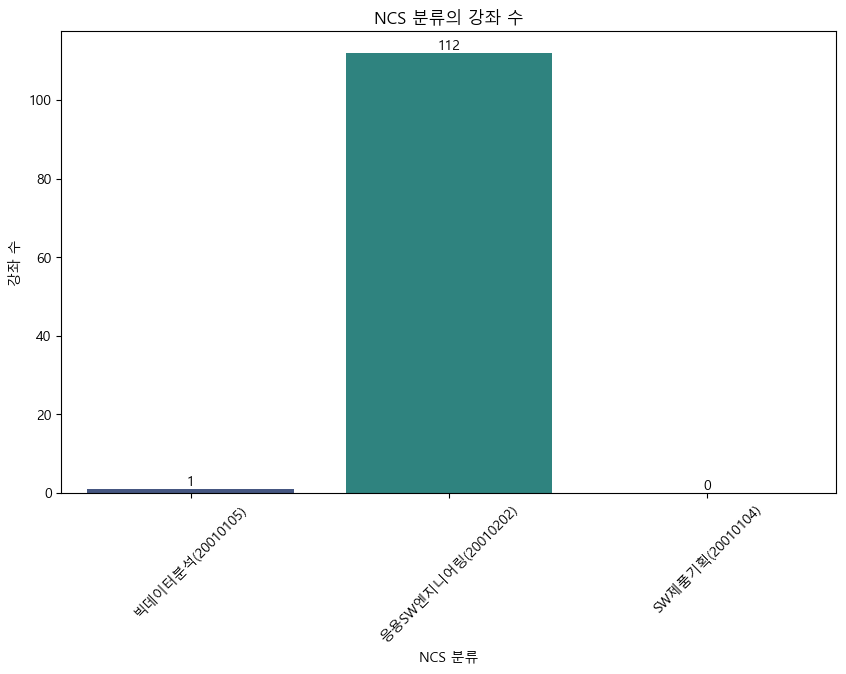 NCS 분류의 강좌 수
112
100
80
60
40
20
0
강좌 수
1
0
빅데이터분석(20010105)
응용SW엔지니어링(20010202)
SW제품기획(20010104)
NCS 분류